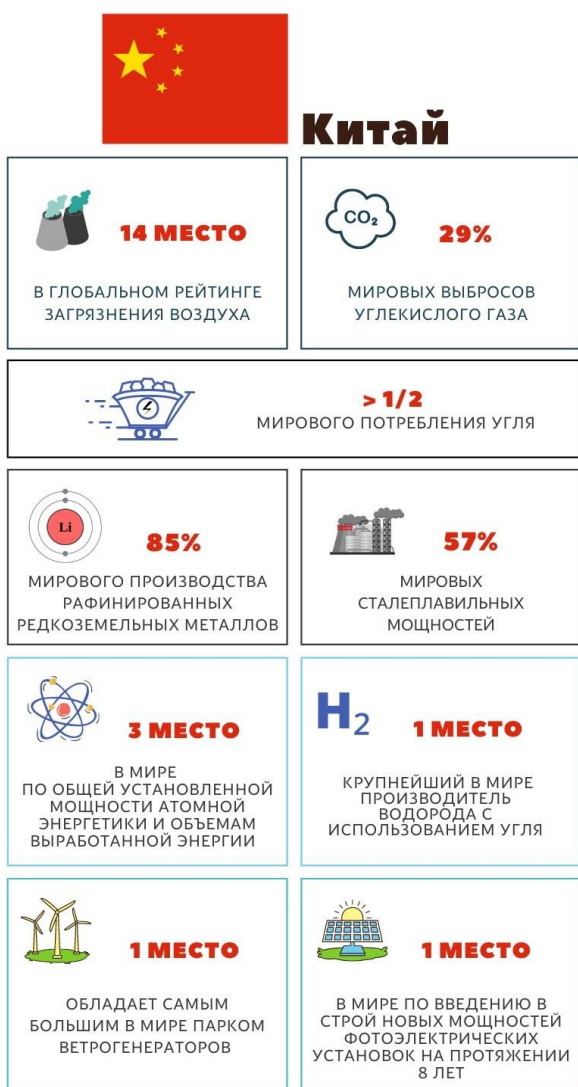 Китай
14 МЕСТО
В ГЛОБАЛЬНОМ РЕЙТИНГЕ
ЗАГРЯЗНЕНИЯ ВОЗДУХА
CO₂
29%
МИРОВЫХ ВЫБРОСОВ
УГЛЕКИСЛОГО ГАЗА
> 1/2
МИРОВОГО ПОТРЕБЛЕНИЯ УГЛЯ
Li
85%
МИРОВОГО ПРОИЗВОДСТВА
РАФИНИРОВАННЫХ
РЕДКОЗЕМЕЛЬНЫХ МЕТАЛЛОВ
57%
МИРОВЫХ
СТАЛЕПЛАВИЛЬНЫХ
МОЩНОСТЕЙ
3 МЕСТО
В МИРЕ
ПО ОБЩЕЙ УСТАНОВЛЕННОЙ
МОЩНОСТИ АТОМНОЙ
ЭНЕРГЕТИКИ И ОБЪЕМАМ
ВЫРАБОТАННОЙ ЭНЕРГИИ
H₂
1 МЕСТО
КРУПНЕЙШИЙ В МИРЕ
ПРОИЗВОДИТЕЛЬ
ВОДОРОДА С
ИСПОЛЬЗОВАНИЕМ УГЛЯ
1 МЕСТО
ОБЛАДАЕТ САМЫМ
БОЛЬШИМ В МИРЕ ПАРКОМ
ВЕТРОГЕНЕРАТОРОВ
1 МЕСТО
В МИРЕ ПО ВВЕДЕНИЮ В
СТРОЙ НОВЫХ МОЩНОСТЕЙ
ФОТОЭЛЕКТРИЧЕСКИХ
УСТАНОВОК НА ПРОТЯЖЕНИИ
8 ЛЕТ